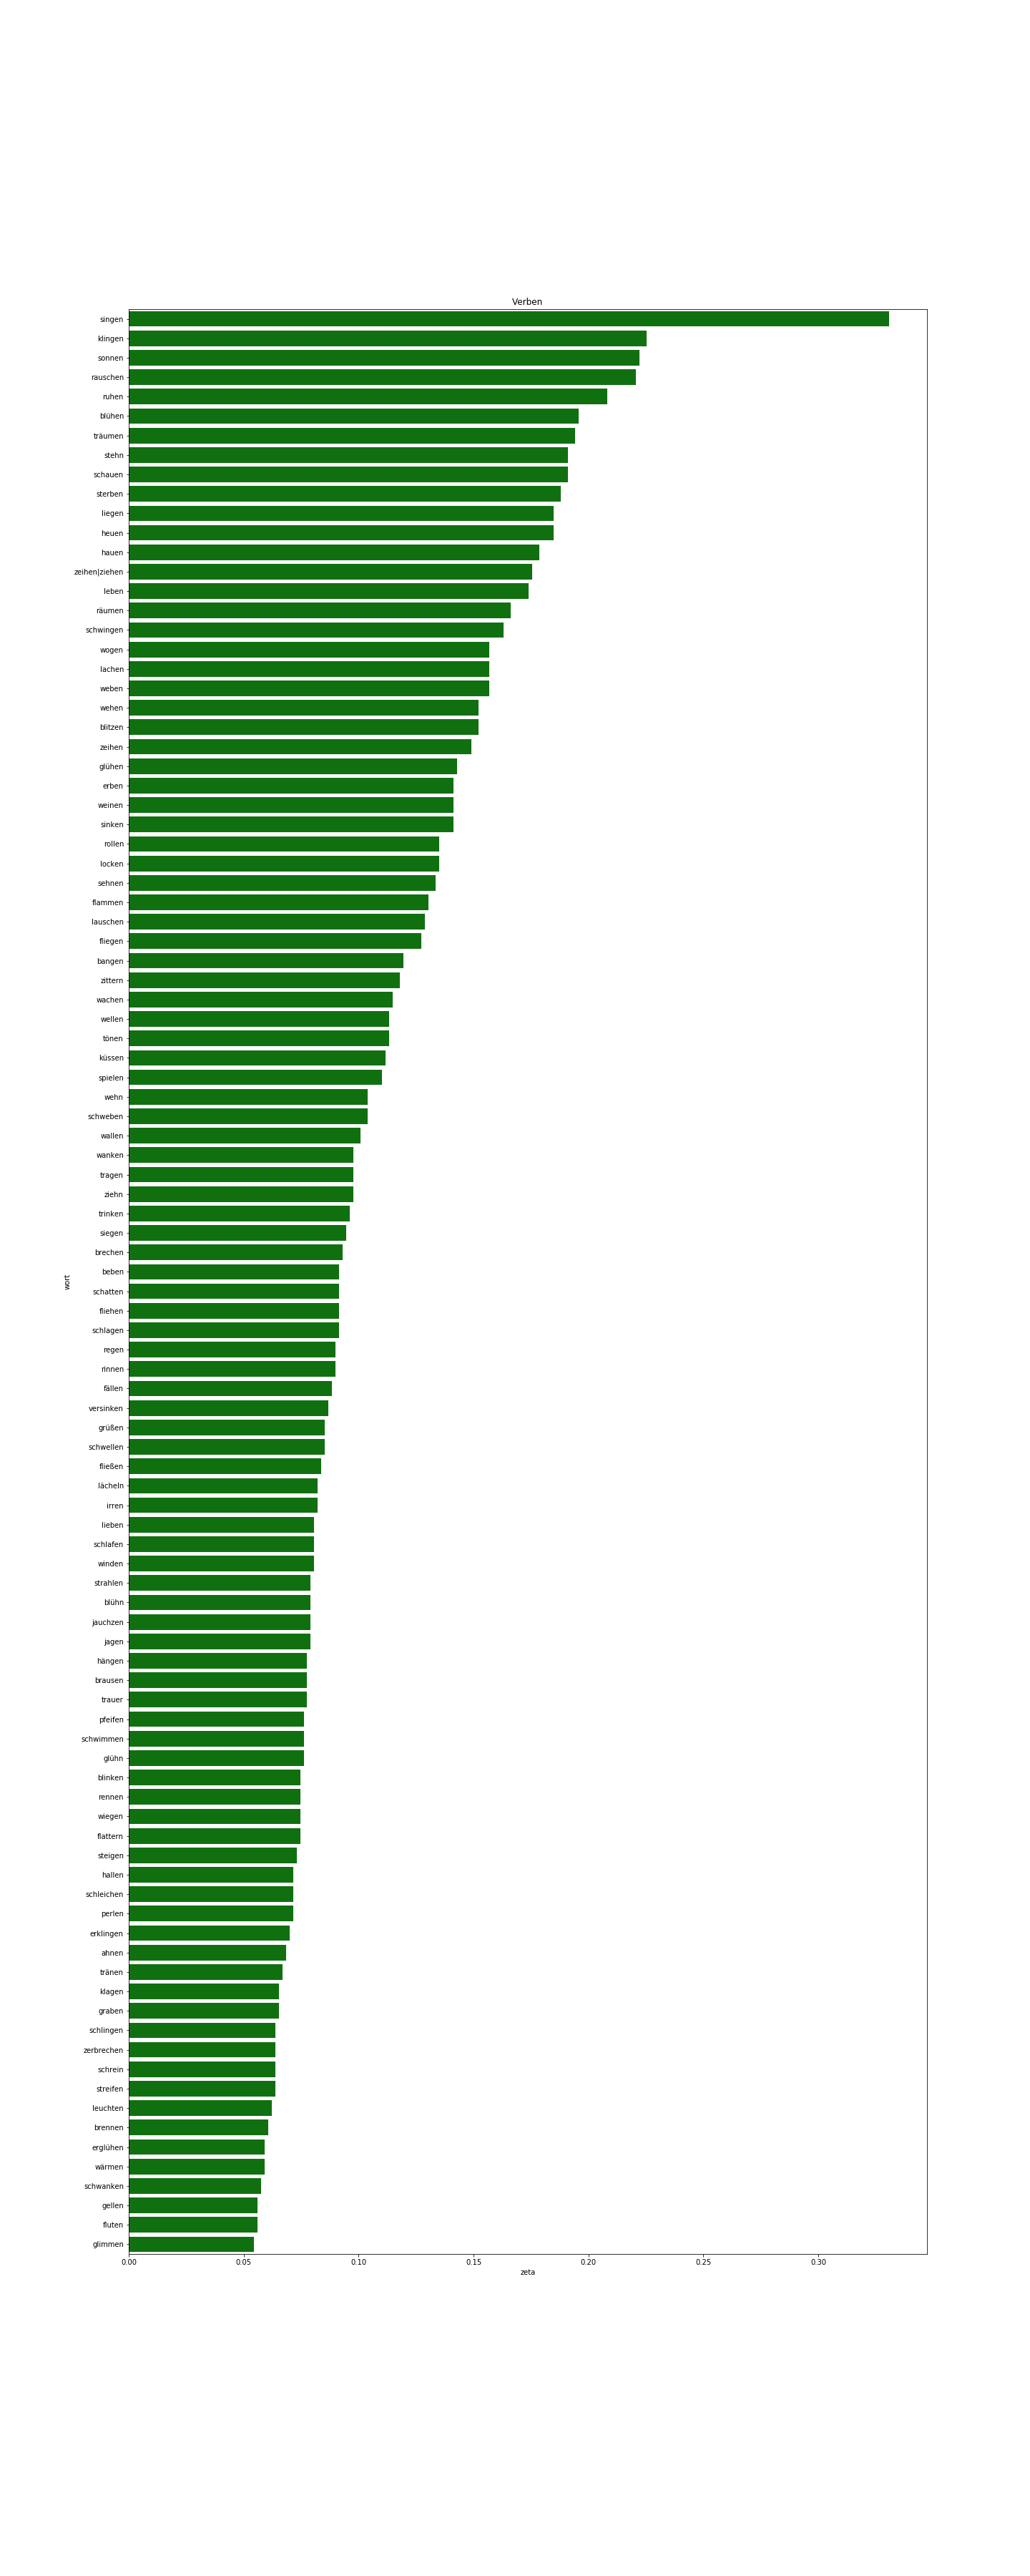 Verben
singen
klingen
sonnen
rauschen
ruhen
blühen
träumen
stehn
schauen
sterben
liegen
heuen
hauen
zeihen|ziehen
leben
räumen
schwingen
wogen
lachen
weben
wehen
blitzen
zeihen
glühen
erben
weinen
sinken
rollen
locken
sehnen
flammen
lauschen
fliegen
bangen
zittern
wachen
wellen
tönen
küssen
spielen
wehn
schweben
wallen
wanken
tragen
ziehn
trinken
siegen
brechen
beben
schatten
fliehen
schlagen
regen
rinnen
fällen
versinken
grüßen
schwellen
fließen
lächeln
irren
lieben
schlafen
winden
strahlen
blühn
jauchzen
jagen
hängen
brausen
trauer
pfeifen
schwimmen
glühn
blinken
rennen
wiegen
flattern
steigen
hallen
schleichen
perlen
erklingen
ahnen
tränen
klagen
graben
schlingen
zerbrechen
schrein
streifen
leuchten
brennen
erglühen
wärmen
schwanken
gellen
fluten
glimmen
wort
0.00 0.05 0.10 0.15 0.20 0.25 0.30
zeta